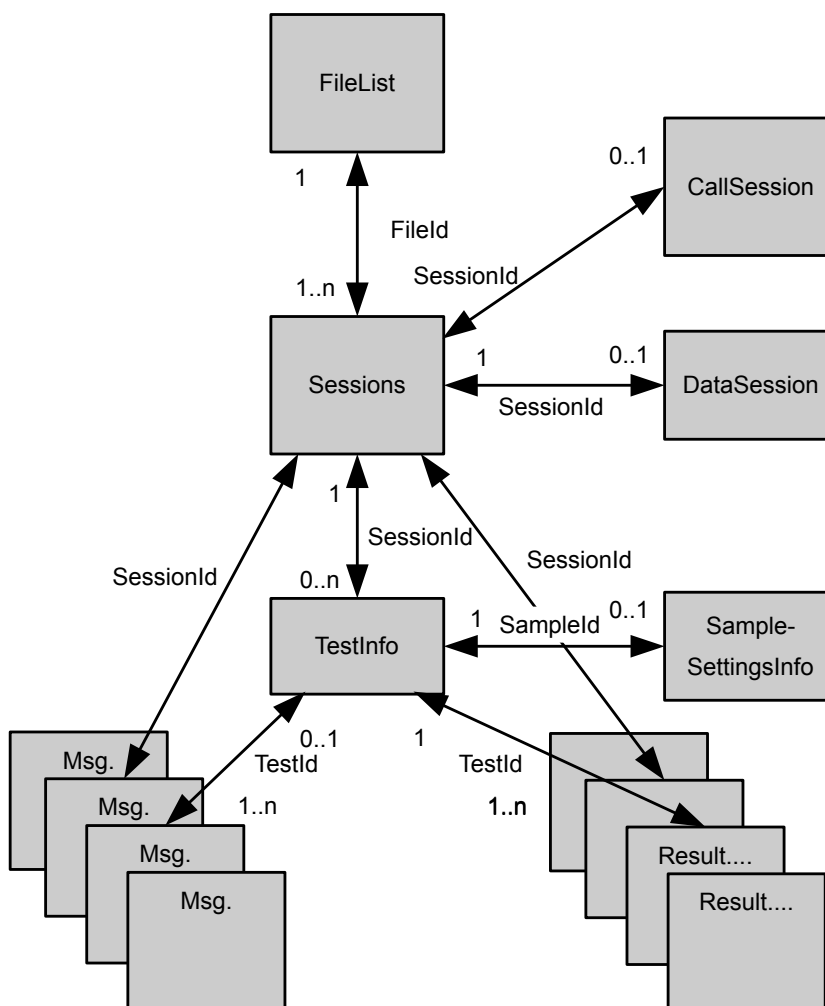 FileList
1
0..1
CallSession
FileId
SessionId
1..n
Sessions
1
0..1
DataSession
SessionId
1
SessionId
SessionId
SessionId
0..n
1
SampleId
0..1
TestInfo
Sample-
SettingsInfo
0..1
1
Msg.
TestId
TestId
Msg.
1..n
1..n
Msg.
Result....
Msg.
Result....